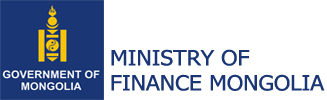 GOVERNMENT OF
MONGOLIA
MINISTRY OF
FINANCE MONGOLIA